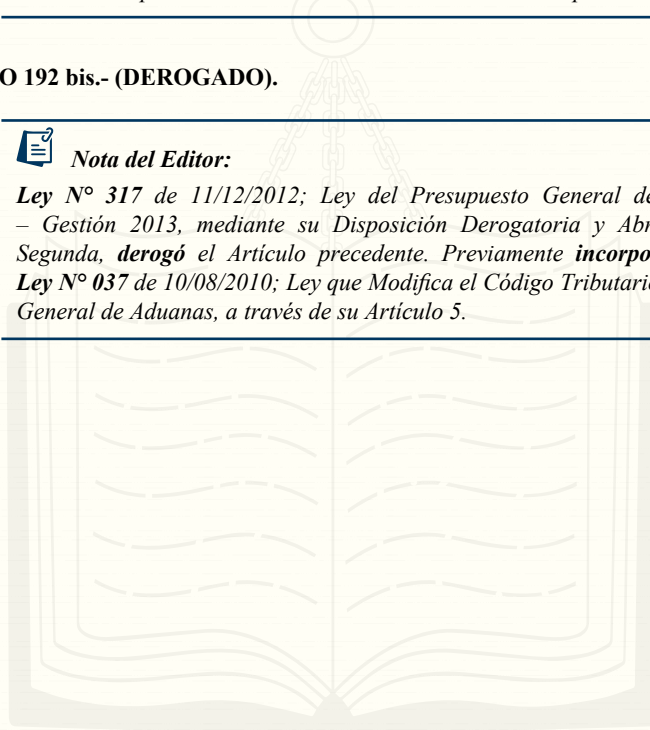 O 192 bis.- (DEROGADO).
Nota del Editor:
Ley N° 317 de 11/12/2012; Ley del Presupuesto General de
– Gestión 2013, mediante su Disposición Derogatoria y Abr
Segunda, derogó el Artículo precedente. Previamente incorpo
Ley N° 037 de 10/08/2010; Ley que Modifica el Código Tributario
General de Aduanas, a través de su Artículo 5.